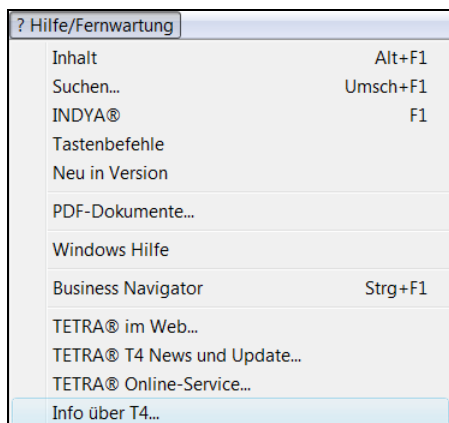 ? Hilfe/Fernwartung
Inhalt Alt+F1
Suchen... Umsch+F1
INDYA® F1
Tastenbefehle
Neu in Version
PDF-Dokumente...
Windows Hilfe
Business Navigator Strg+F1
TETRA® im Web...
TETRA® T4 News und Update...
TETRA® Online-Service...
Info über T4...